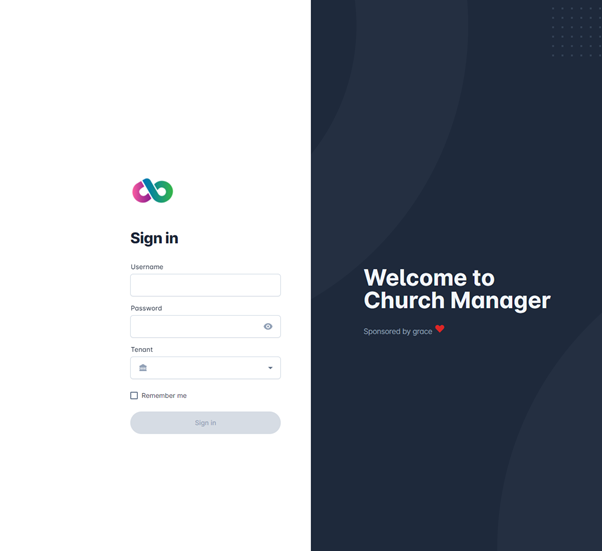 Sign in
Username
Password
Tenant
Remember me
Sign In
Welcome to
Church Manager
Sponsored by grace